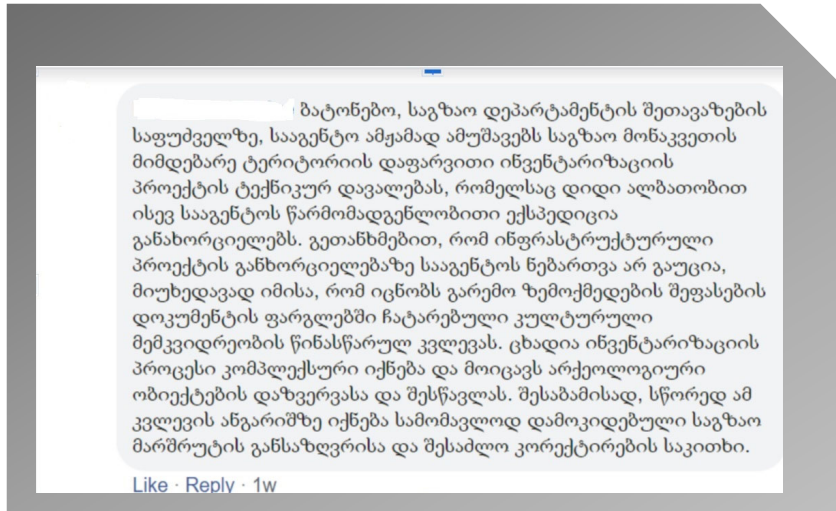 ბატონებო, საგზაო დეპარტამენტის შეთავაზების
საფუძველზე, სააგენტო ამჟამად ამუშავებს საგზაო მონაკვეთის
მიმდებარე ტერიტორიის დაფარვითი ინვენტარიზაციის
პროექტის ტექნიკურ დავალებას, რომელსაც დიდი ალბათობით
ისევ სააგენტოს წარმომადგენლობითი ექსპედიცია
განახორციელებს. გეთანხმებით, რომ ინფრასტრუქტურული
პროექტის განხორციელებაზე სააგენტოს ნებართვა არ გაუცია,
მიუხედავად იმისა, რომ იცნობს გარემო ზემოქმედების შეფასების
დოკუმენტის ფარგლებში ჩატარებული კულტურული
მემკვიდრეობის წინასწარულ კვლევას. ცხადია ინვენტარიზაციის
პროცესი კომპლექსური იქნება და მოიცავს არქეოლოგიური
ობიექტების დაზვერვასა და შესწავლას. შესაბამისად, სწორედ ამ
კვლევის ანგარიშზე იქნება სამომავლოდ დამოკიდებული საგზაო
მარშრუტის განსაზღვრისა და შესაძლო კორექტირების საკითხი.
Like · Reply · 1w